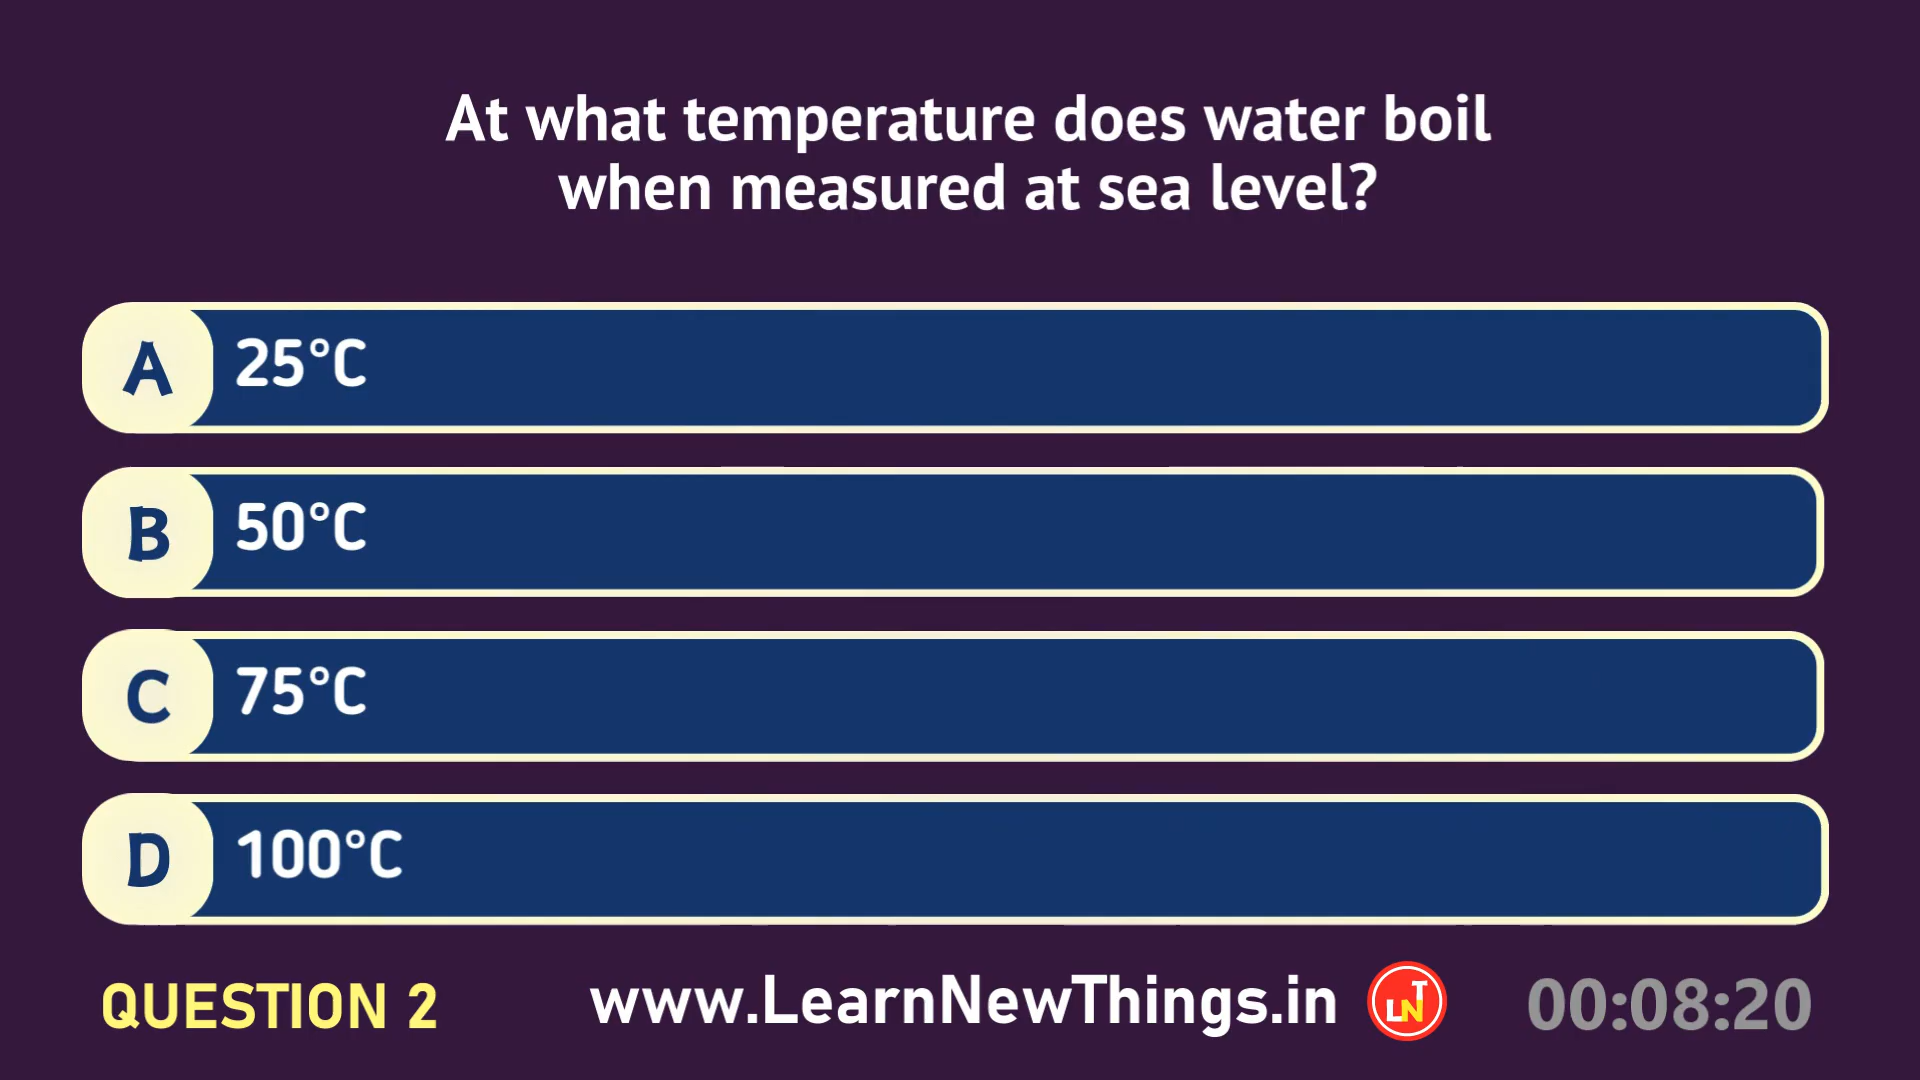 At what temperature does water boil
when measured at sea level?
A 25°C
B 50°C
C 75°C
D 100°C
QUESTION 2 www.LearnNewThings.in LNT 00:08:20